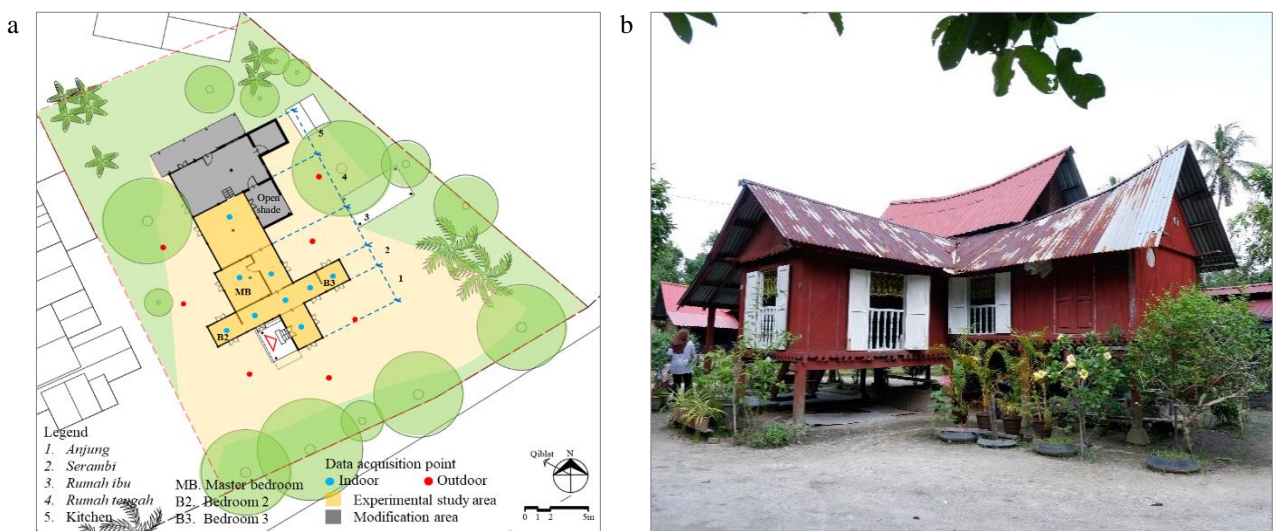 a
b
5
4
3
2
1
Open
shade
MB
B3
B2
Legend
1. Anjung
2. Serambi
3. Rumah ibu
4. Rumah tengah
5. Kitchen
MB. Master bedroom
B2. Bedroom 2
B3. Bedroom 3
Data acquisition point
Indoor
Outdoor
Experimental study area
Modification area
Qiblat
N
0 1 2 5m